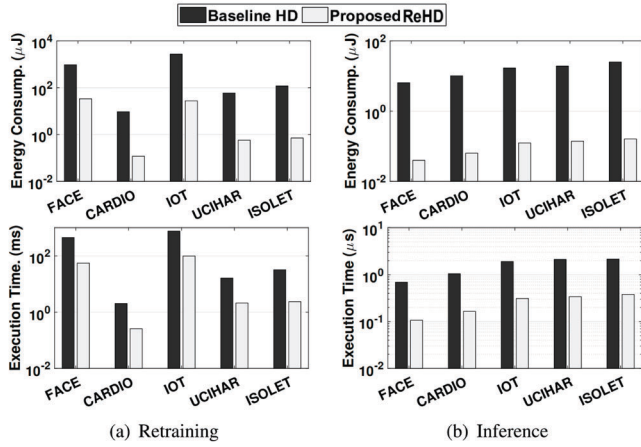 Baseline HD Proposed ReHD
Energy Consump. (μJ)
10^4
10^2
10^0
10^-2
FACE CARDIO IOT UCIHAR ISOLET
Energy Consump. (μJ)
10^2
10^0
10^-2
FACE CARDIO IOT UCIHAR ISOLET
Execution Time. (ms)
10^2
10^0
10^-2
FACE CARDIO IOT UCIHAR ISOLET
Execution Time (μs)
10^1
10^0
10^-1
10^-2
FACE CARDIO IOT UCIHAR ISOLET
(a) Retraining
(b) Inference